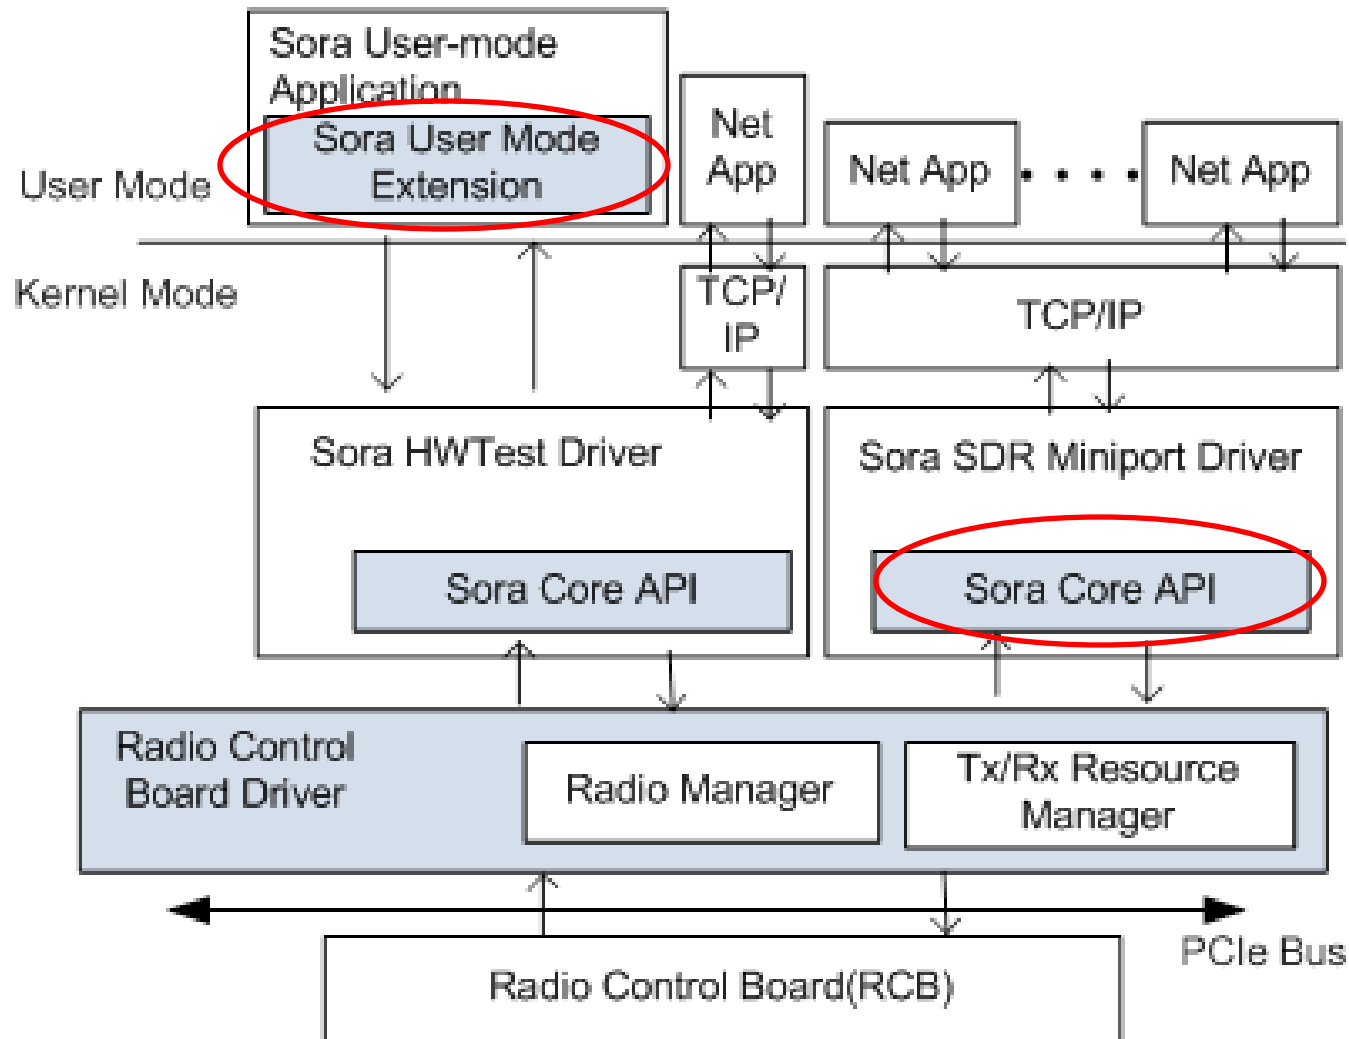 Sora User-mode
Application
Sora User Mode
Extension
User Mode
Net
App
Net App
Net App
Kernel Mode
TCP/
IP
TCP/IP
Sora HWTest Driver
Sora SDR Miniport Driver
Sora Core API
Sora Core API
Radio Control
Board Driver
Radio Manager
Tx/Rx Resource
Manager
PCIe Bus
Radio Control Board(RCB)